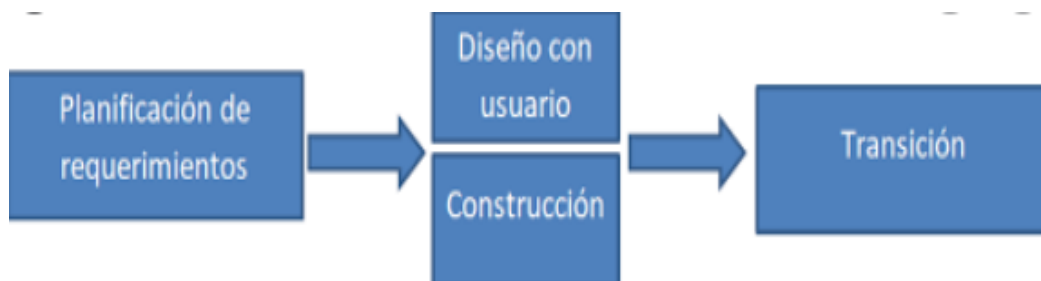 Planificación de
requerimientos
Diseño con
usuario
Construcción
Transición